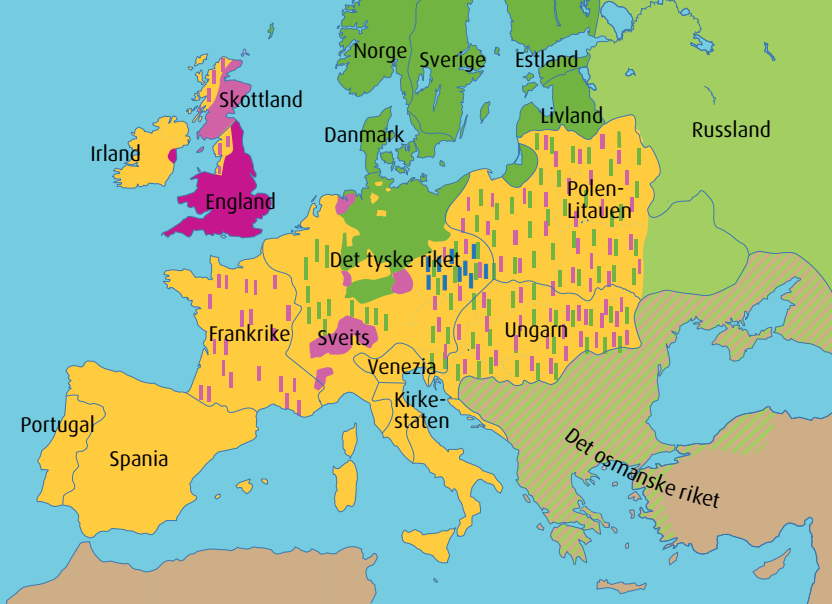 Norge
Sverige
Estland
Skottland
Livland
Danmark
Russland
Irland
Polen-
Litauen
England
Det tyske riket
Frankrike
Sveits
Ungarn
Venezia
Kirke-
staten
Portugal
Spania
Det osmanske riket